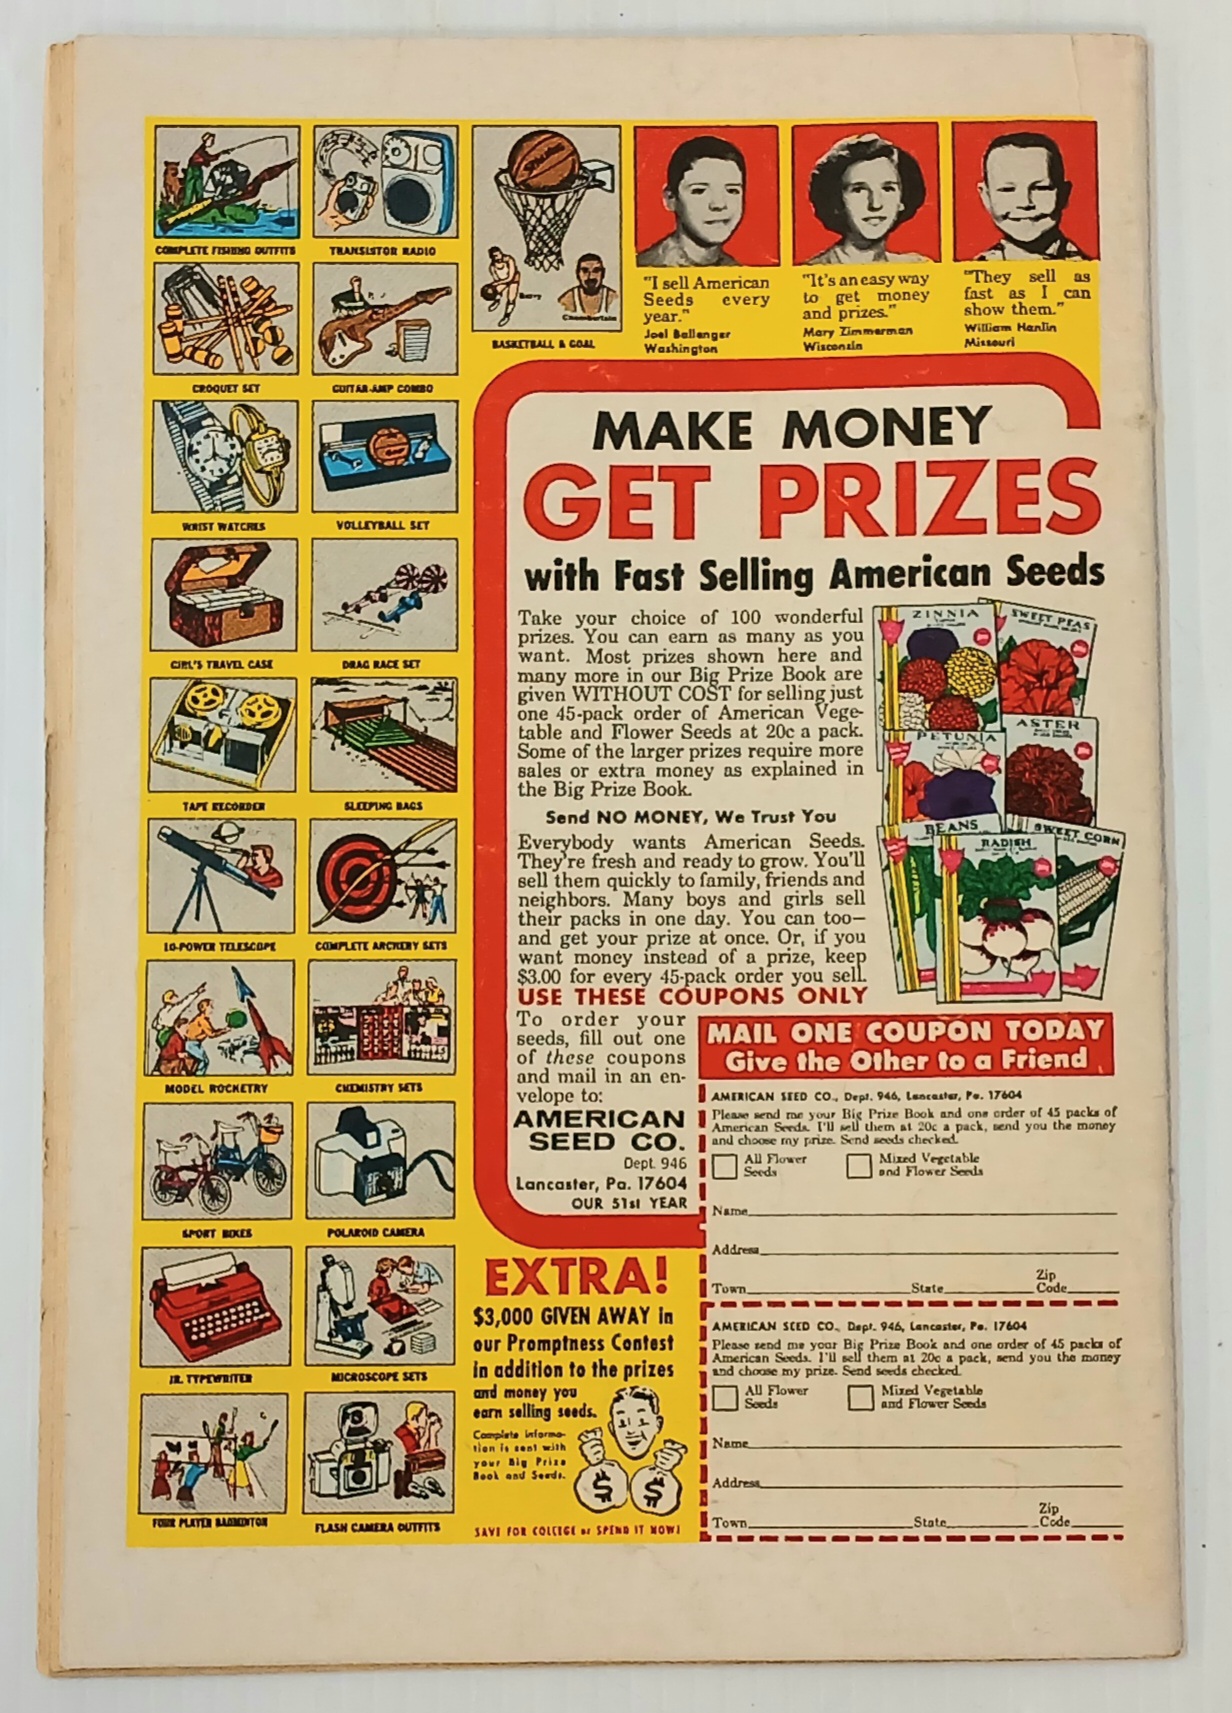 COMPLETE FISHING OUTFITS
TRANSISTOR RADIO
CROQUET SET
GUITAR-AMP COMBO
WRIST WATCHES
VOLLEYBALL SET
GIRL'S TRAVEL CASE
DRAG RACE SET
TAPE RECORDER
SLEEPING BAGS
10-POWER TELESCOPE
COMPLETE ARCHERY SETS
MODEL ROCKETRY
CHEMISTRY SETS
SPORT BIKES
POLAROID CAMERA
JR. TYPEWRITER
MICROSCOPE SETS
FOUR PLAYER BADMINTON
FLASH CAMERA OUTFITS
Barry
Chamberlain
BASKETBALL & GOAL
"I sell American
Seeds every
year."
Joel Ballenger
Washington
"It's an easy way
to get money
and prizes."
Mary Zimmerman
Wisconsin
"They sell as
fast as I can
show them."
William Hanlin
Missouri
MAKE MONEY
GET PRIZES
with Fast Selling American Seeds
Take your choice of 100 wonderful
prizes. You can earn as many as you
want. Most prizes shown here and
many more in our Big Prize Book are
given WITHOUT COST for selling just
one 45-pack order of American Vege-
table and Flower Seeds at 20c a pack.
Some of the larger prizes require more
sales or extra money as explained in
the Big Prize Book.
Send NO MONEY, We Trust You
Everybody wants American Seeds.
They're fresh and ready to grow. You'll
sell them quickly to family, friends and
neighbors. Many boys and girls sell
their packs in one day. You can too—
and get your prize at once. Or, if you
want money instead of a prize, keep
$3.00 for every 45-pack order you sell.
USE THESE COUPONS ONLY
To order your
seeds, fill out one
of these coupons
and mail in an en-
velope to:
AMERICAN
SEED CO.
Dept. 946
Lancaster, Pa. 17604
OUR 51st YEAR
ZINNIA
SWEET PEAS
ASTER
PETUNIA
BEANS
SWEET CORN
RADISH
MAIL ONE COUPON TODAY
Give the Other to a Friend
AMERICAN SEED CO., Dept. 946, Lancaster, Pa. 17604
Please send me your Big Prize Book and one order of 45 packs of
American Seeds. I'll sell them at 20c a pack, send you the money
and choose my prize. Send seeds checked.
All Flower
Seeds
Mixed Vegetable
and Flower Seeds
Name
Address
Town State Zip Code
AMERICAN SEED CO., Dept. 946, Lancaster, Pa. 17604
Please send me your Big Prize Book and one order of 45 packs of
American Seeds. I'll sell them at 20c a pack, send you the money
and choose my prize. Send seeds checked.
All Flower
Seeds
Mixed Vegetable
and Flower Seeds
Name
Address
Town State Zip Code
EXTRA!
$3,000 GIVEN AWAY in
our Promptness Contest
in addition to the prizes
and money you
earn selling seeds.
Complete informa-
tion is sent with
your Big Prize
Book and Seeds.
$ $
SAVE FOR COLLEGE or SPEND IT NOW!